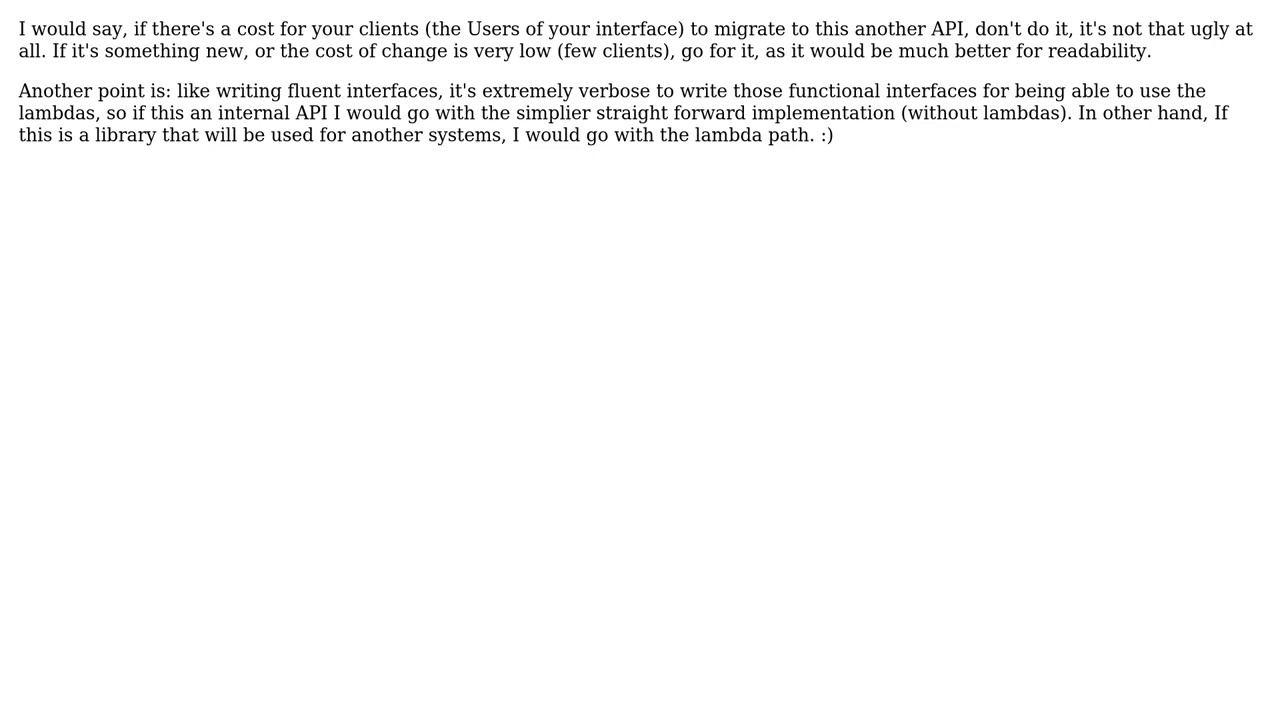 I would say, if there's a cost for your clients (the Users of your interface) to migrate to this another API, don't do it, it's not that ugly at
all. If it's something new, or the cost of change is very low (few clients), go for it, as it would be much better for readability.
Another point is: like writing fluent interfaces, it's extremely verbose to write those functional interfaces for being able to use the
lambdas, so if this an internal API I would go with the simplier straight forward implementation (without lambdas). In other hand, If
this is a library that will be used for another systems, I would go with the lambda path. :)